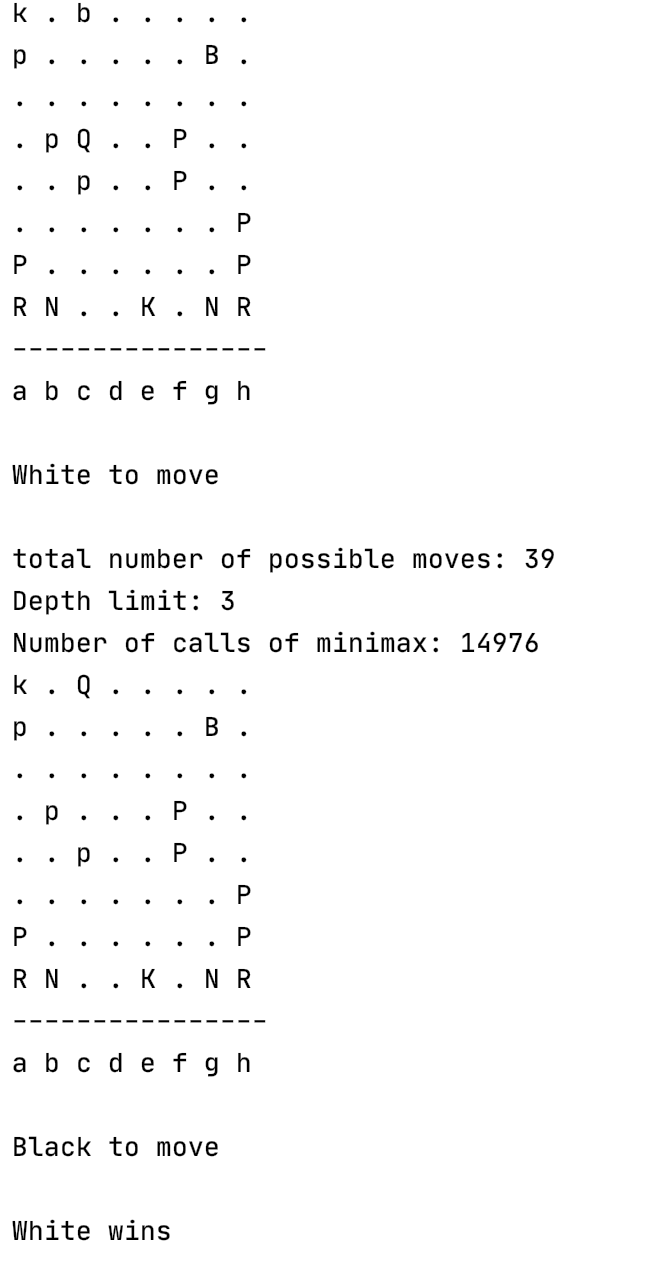 k . b . . . . .
p . . . . . B .
. . . . . . . .
. p Q . . P . .
. . p . . P . .
. . . . . . . P
P . . . . . . P
R N . . K . N R
----------------
a b c d e f g h
White to move
total number of possible moves: 39
Depth limit: 3
Number of calls of minimax: 14976
k . Q . . . . .
p . . . . . B .
. . . . . . . .
. p . . . P . .
. . p . . P . .
. . . . . . . P
P . . . . . . P
R N . . K . N R
----------------
a b c d e f g h
Black to move
White wins